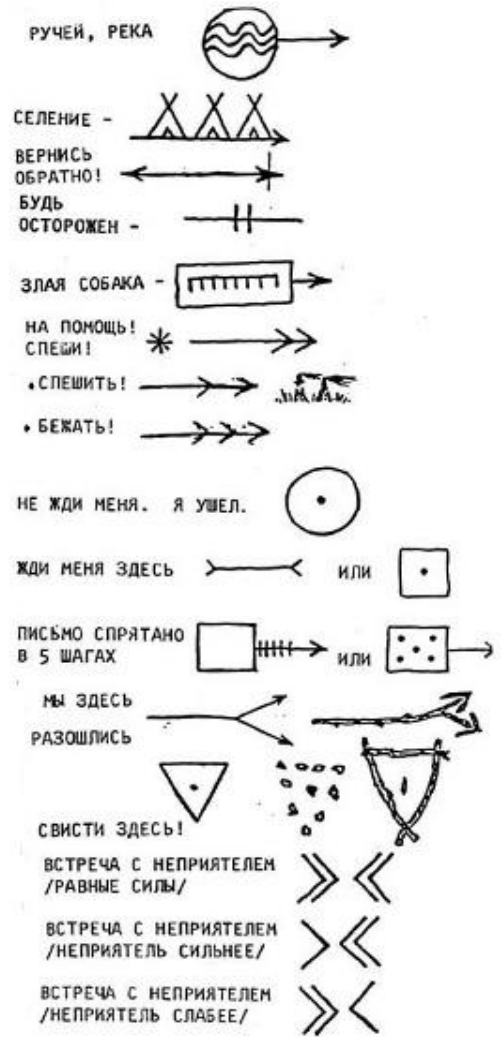 РУЧЕЙ, РЕКА
СЕЛЕНИЕ -
ВЕРНИСЬ
ОБРАТНО!
БУДЬ
ОСТОРОЖЕН -
ЗЛАЯ СОБАКА -
НА ПОМОЩЬ!
СПЕШИ!
.СПЕШИТЬ!
. БЕЖАТЬ!
НЕ ЖДИ МЕНЯ. Я УШЕЛ.
ЖДИ МЕНЯ ЗДЕСЬ ИЛИ
ПИСЬМО СПРЯТАНО
В 5 ШАГАХ ИЛИ
МЫ ЗДЕСЬ
РАЗОШЛИСЬ
СВИСТИ ЗДЕСЬ!
ВСТРЕЧА С НЕПРИЯТЕЛЕМ
/РАВНЫЕ СИЛЫ/
ВСТРЕЧА С НЕПРИЯТЕЛЕМ
/НЕПРИЯТЕЛЬ СИЛЬНЕЕ/
ВСТРЕЧА С НЕПРИЯТЕЛЕМ
/НЕПРИЯТЕЛЬ СЛАБЕЕ/